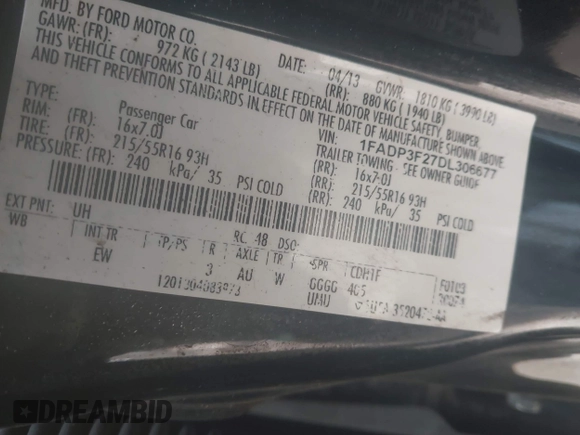 MFD. BY FORD MOTOR CO.
DATE: 04/13 GVWR: 1810 KG ( 3990 LB)
GAWR: (FR): 972 KG ( 2143 LB) (RR): 880 KG ( 1940 LB)
THIS VEHICLE CONFORMS TO ALL APPLICABLE FEDERAL MOTOR VEHICLE SAFETY, BUMPER,
AND THEFT PREVENTION STANDARDS IN EFFECT ON THE DATE OF MANUFACTURE SHOWN ABOVE
VIN: 1FADP3F27DL306677
Passenger Car TRAILER TOWING - SEE OWNER GUIDE
RIM: (FR): 16x7.0J (RR): 16x7.0J
TIRE: (FR): 215/55R16 93H (RR): 215/55R16 93H
PRESSURE: (FR): 240 kPa/ 35 PSI COLD (RR): 240 kPa/ 35 PSI COLD
EXT PNT: UH RC: 48 DSO:
WB INT TR TP/PS R AXLE TR SPR
EW 3 AU W GGGG 405
UMU
DREAMBID